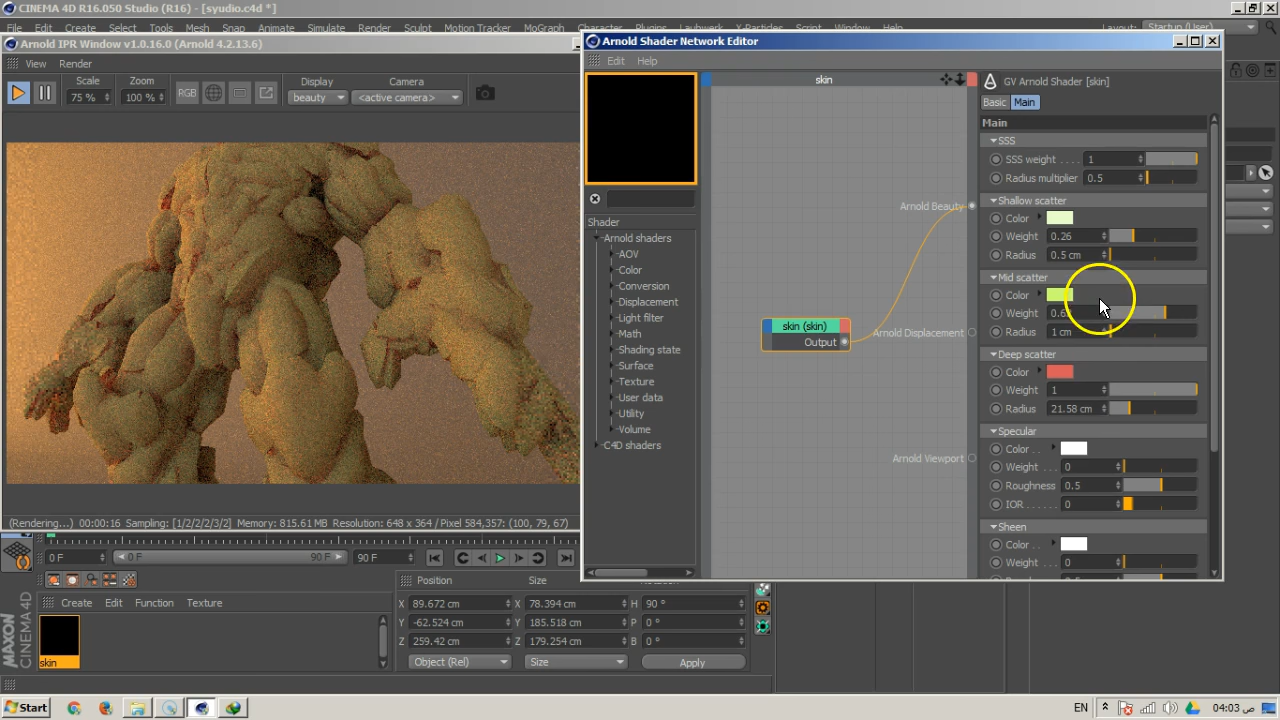 CINEMA 4D R16.050 Studio (R16) - [syudio.c4d *]
File Edit Create Select Tools Mesh Snap Animate Simulate Render Sculpt MoGraph Character Plugins Laubwerk X-Particles Script Window Help Layout: Startup (User)
Arnold IPR Window v1.0.16.0 (Arnold 4.2.13.6)
View Render
Scale Zoom Display Camera
75 % 100 % RGB beauty <active camera>
(Rendering...) 00:00:16 Sampling: [1/2/2/2/3/2] Memory: 815.61 MB Resolution: 648 x 364 / Pixel 584,357: (100, 79, 67)
Arnold Shader Network Editor
Edit Help
Shader
Arnold shaders
AOV
Color
Conversion
Displacement
Light filter
Math
Shading state
Surface
Texture
User data
Utility
Volume
C4D shaders
skin
Arnold Beauty
skin (skin)
Output
Arnold Displacement
Arnold Viewport
GV Arnold Shader [skin]
Basic Main
Main
SSS
SSS weight . . . . 1
Radius multiplier 0.5
Shallow scatter
Color
Weight 0.26
Radius 0.5 cm
Mid scatter
Color
Weight
Radius 1 cm
Deep scatter
Color
Weight 1
Radius 21.58 cm
Specular
Color . .
Weight . . . 0
Roughness 0.5
IOR . . . . . . 0
Sheen
Color . .
Weight . . . 0
0 F 0 F 90 F 90 F
Create Edit Function Texture
skin
MAXON
CINEMA 4D
Position Size
X 89.672 cm X 78.394 cm H 90 °
Y -62.524 cm Y 185.518 cm P 0 °
Z 259.42 cm Z 179.254 cm B 0 °
Object (Rel) Size Apply
Start EN 04:03 ص